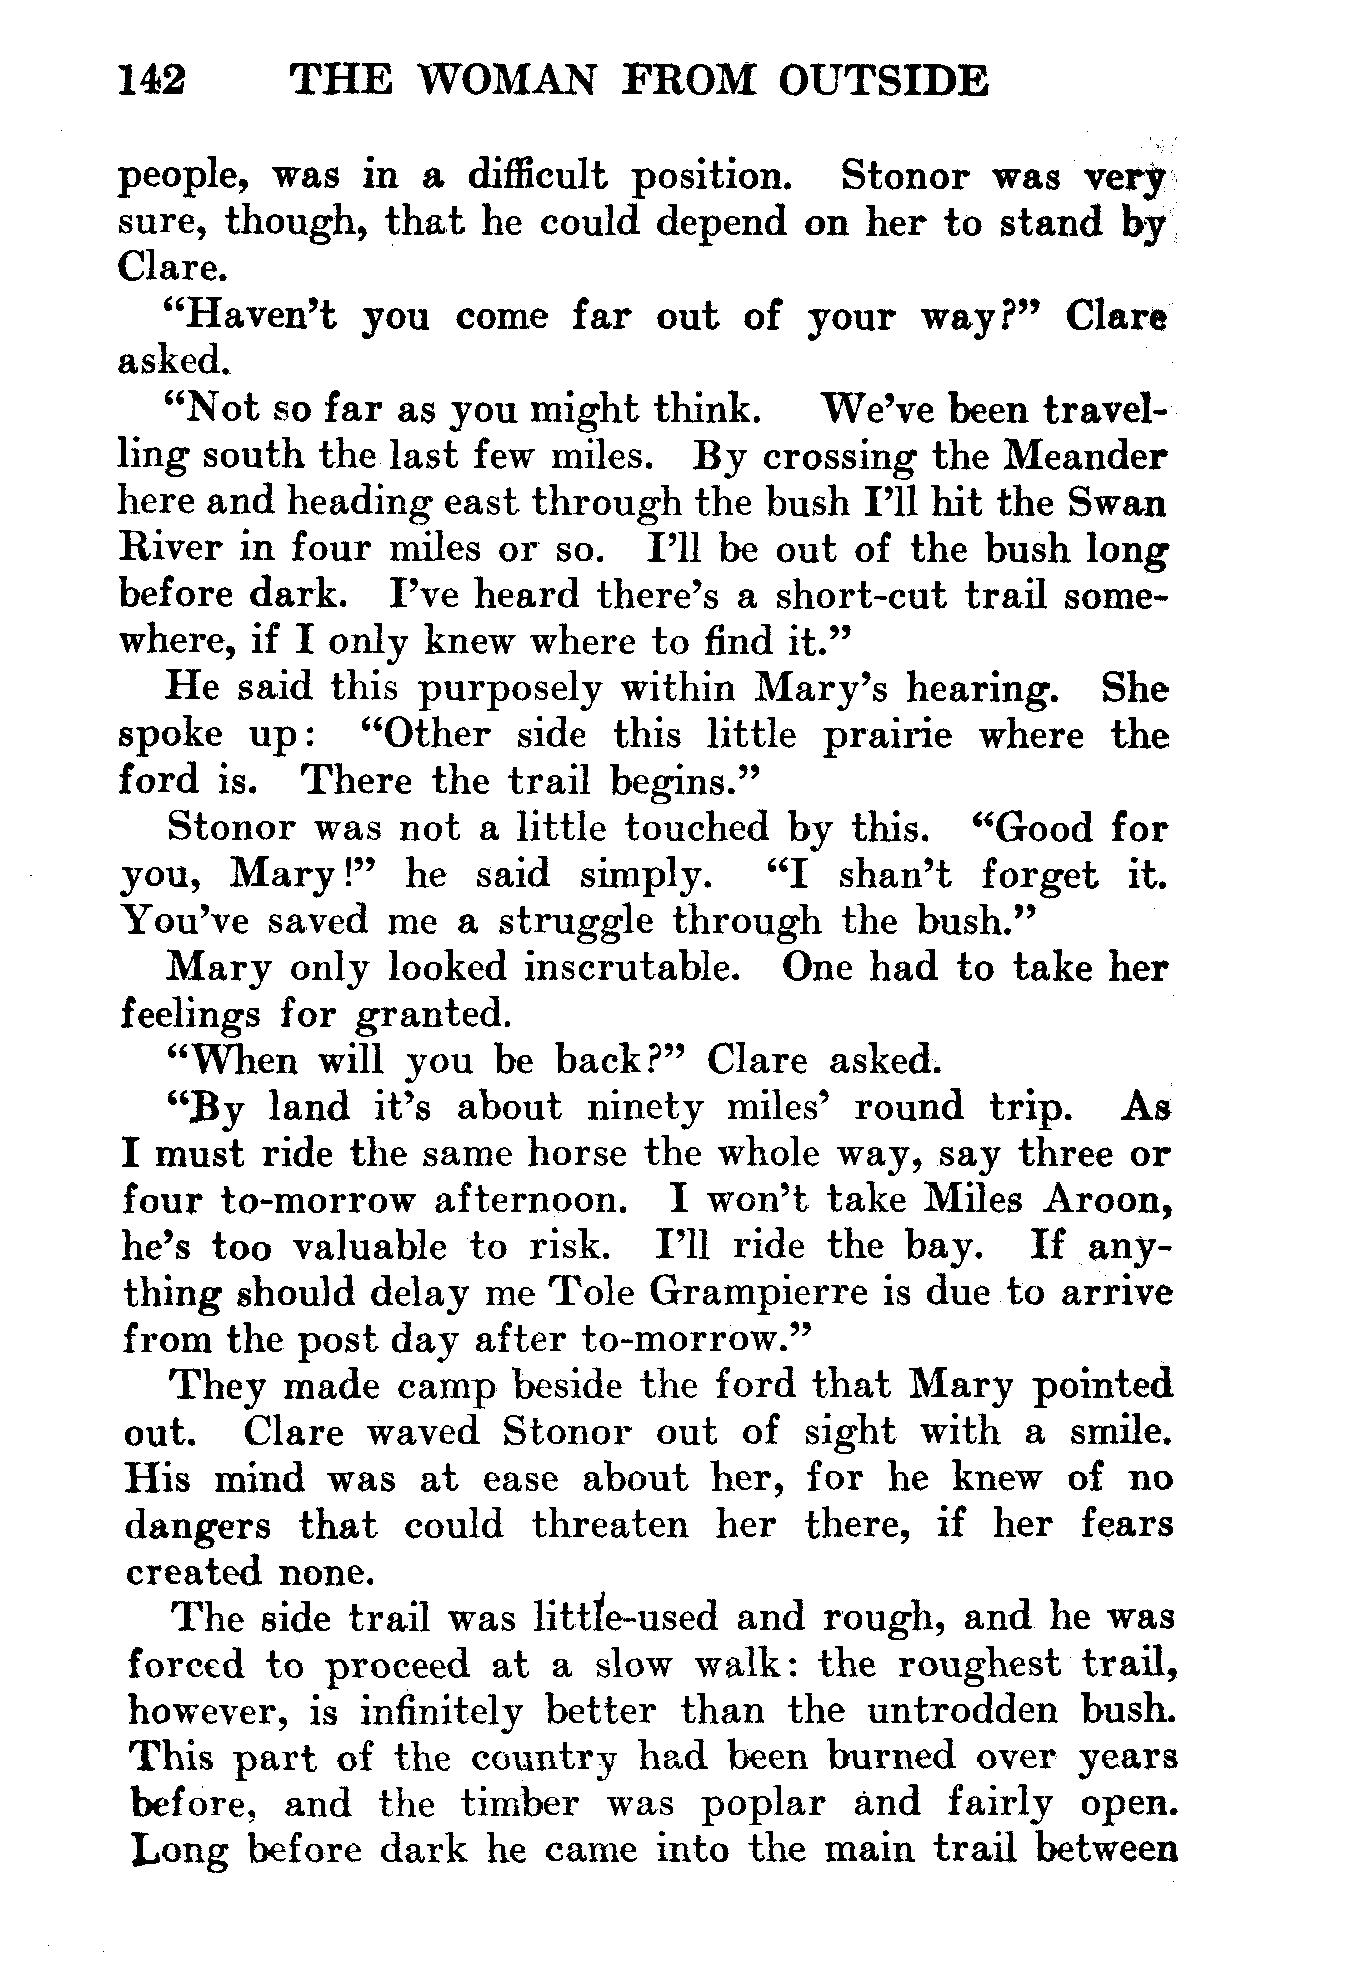 142 THE WOMAN FROM OUTSIDE
people, was in a difficult position. Stonor was very
sure, though, that he could depend on her to stand by
Clare.
“Haven’t you come far out of your way?” Clare
asked.
“Not so far as you might think. We’ve been travel-
ling south the last few miles. By crossing the Meander
here and heading east through the bush I’ll hit the Swan
River in four miles or so. I’ll be out of the bush long
before dark. I’ve heard there’s a short-cut trail some-
where, if I only knew where to find it.”
He said this purposely within Mary’s hearing. She
spoke up: “Other side this little prairie where the
ford is. There the trail begins.”
Stonor was not a little touched by this. “Good for
you, Mary!” he said simply. “I shan’t forget it.
You’ve saved me a struggle through the bush.”
Mary only looked inscrutable. One had to take her
feelings for granted.
“When will you be back?” Clare asked.
“By land it’s about ninety miles’ round trip. As
I must ride the same horse the whole way, say three or
four to-morrow afternoon. I won’t take Miles Aroon,
he’s too valuable to risk. I’ll ride the bay. If any-
thing should delay me Tole Grampierre is due to arrive
from the post day after to-morrow.”
They made camp beside the ford that Mary pointed
out. Clare waved Stonor out of sight with a smile.
His mind was at ease about her, for he knew of no
dangers that could threaten her there, if her fears
created none.
The side trail was little-used and rough, and he was
forced to proceed at a slow walk: the roughest trail,
however, is infinitely better than the untrodden bush.
This part of the country had been burned over years
before, and the timber was poplar and fairly open.
Long before dark he came into the main trail between